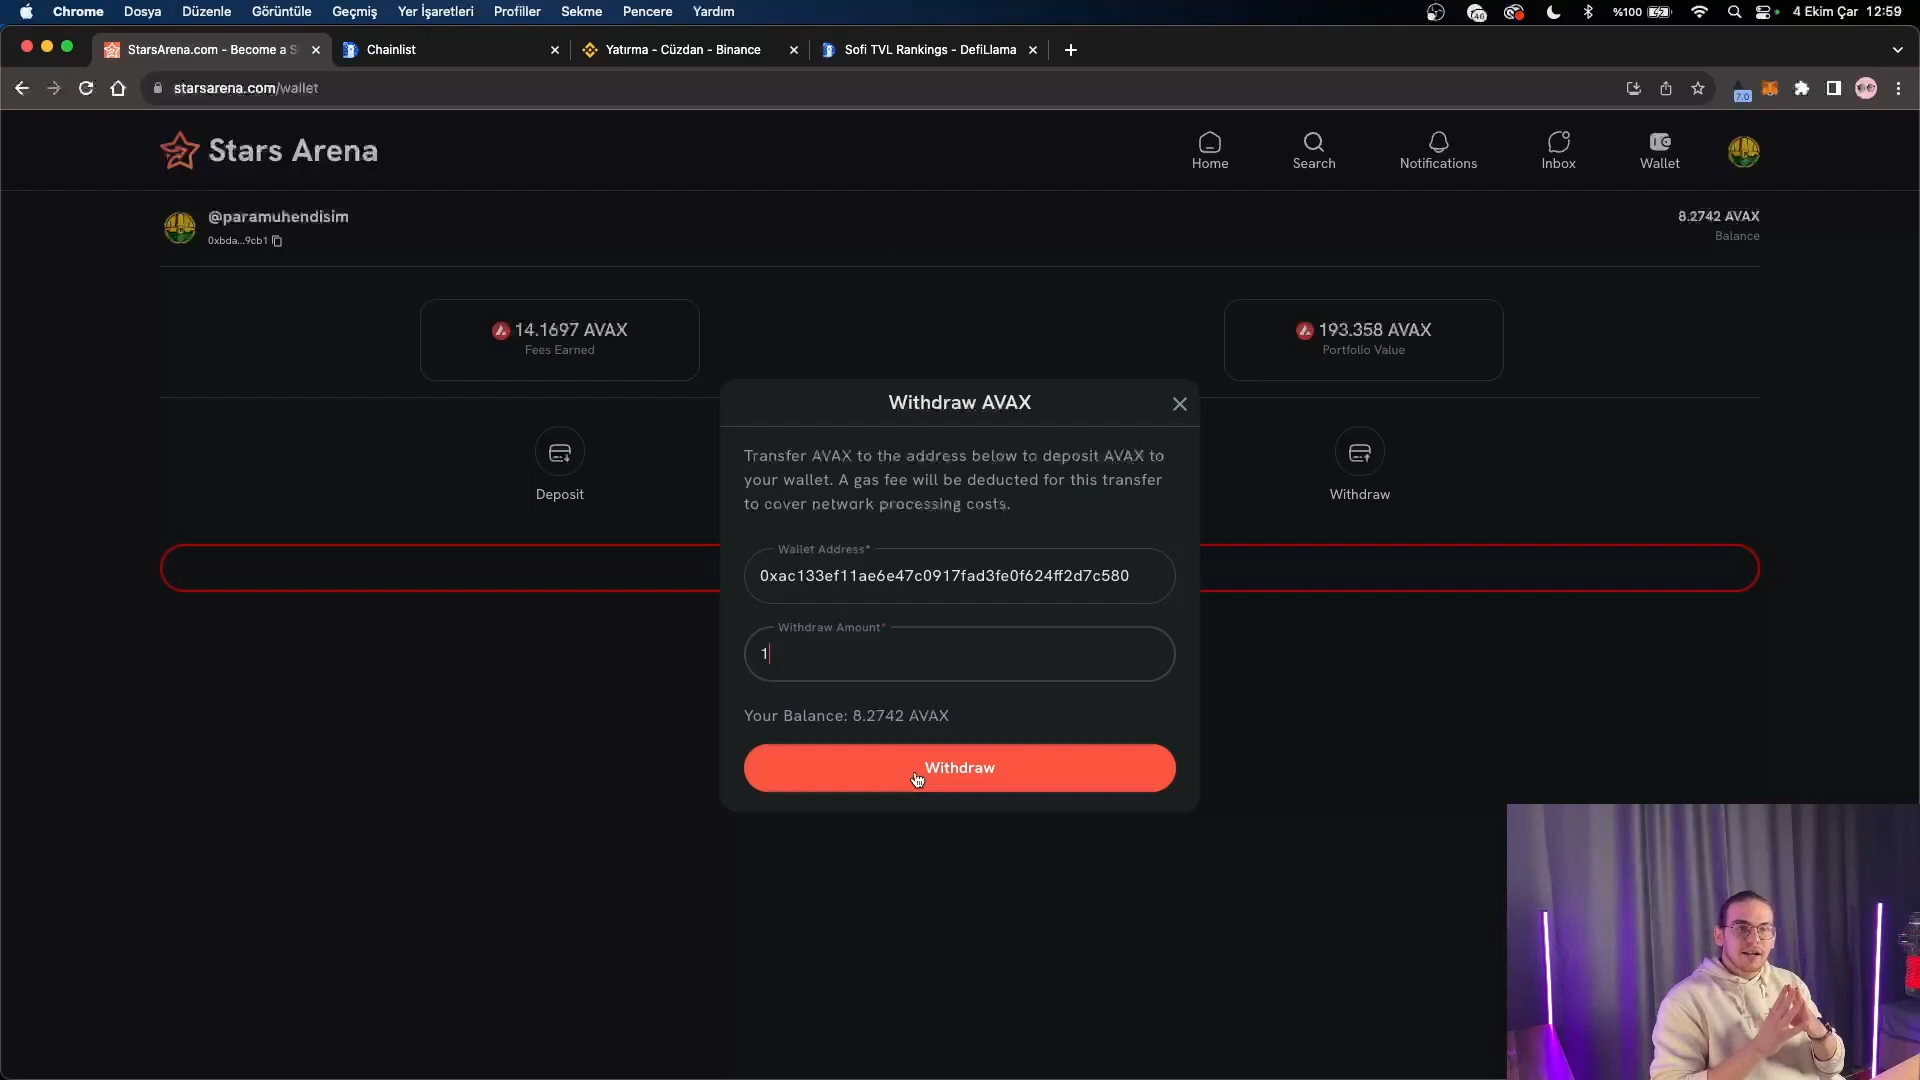 Chrome Dosya Düzenle Görüntüle Geçmiş Yer İşaretleri Profiller Sekme Pencere Yardım 46 %100 4 Ekim Çar 12:59
StarsArena.com - Become a S Chainlist Yatırma - Cüzdan - Binance Sofi TVL Rankings - DefiLlama
starsarena.com/wallet 7.0
Stars Arena Home Search Notifications Inbox Wallet
@paramuhendisim 8.2742 AVAX
0xbda...9cb1 Balance
14.1697 AVAX 193.358 AVAX
Fees Earned Portfolio Value
Deposit Withdraw
Withdraw AVAX
Transfer AVAX to the address below to deposit AVAX to
your wallet. A gas fee will be deducted for this transfer
to cover network processing costs.
Wallet Address*
0xac133ef11ae6e47c0917fad3fe0f624ff2d7c580
Withdraw Amount*
1
Your Balance: 8.2742 AVAX
Withdraw